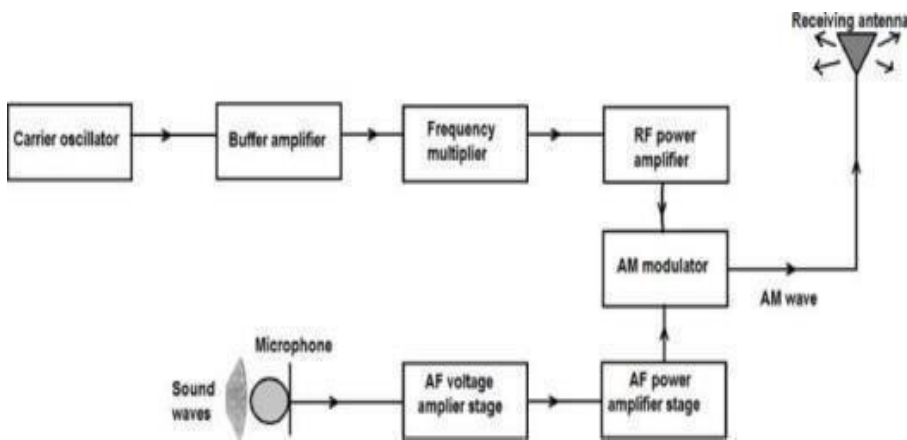 Receiving antenna
Carrier oscillator
Buffer amplifier
Frequency
multiplier
RF power
amplifier
AM modulator
AM wave
Microphone
Sound
waves
AF voltage
amplier stage
AF power
amplifier stage